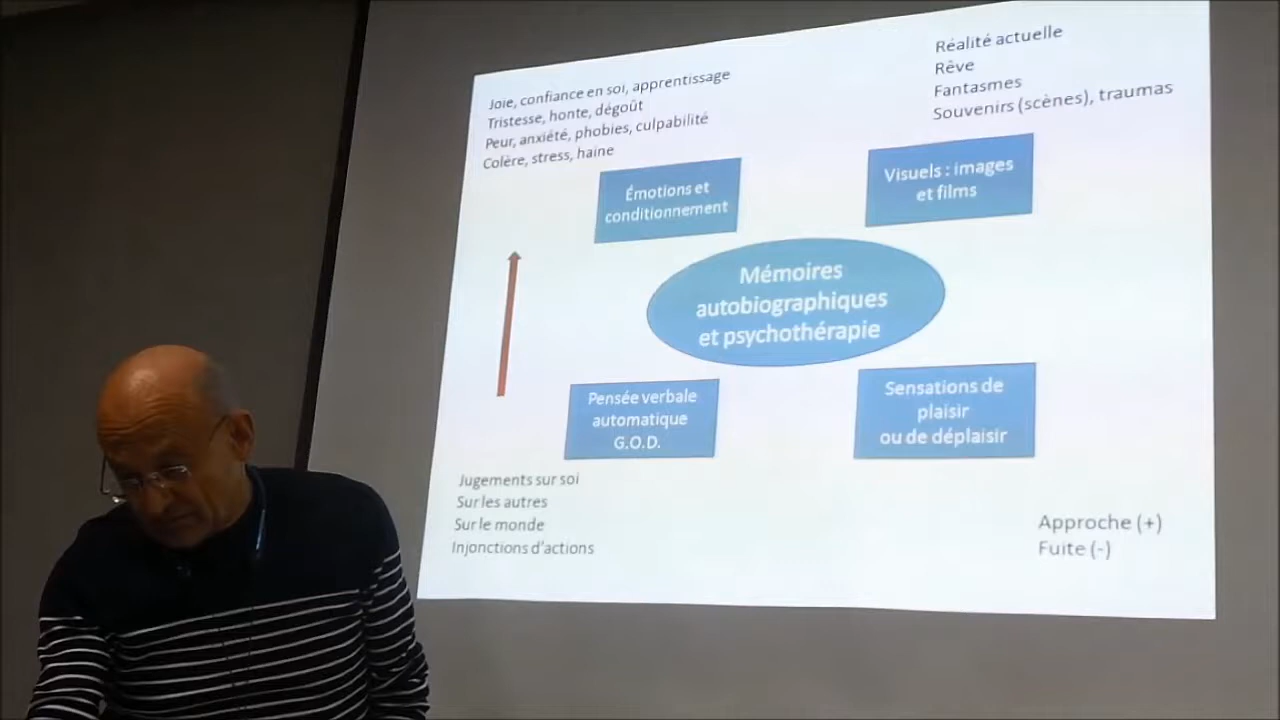 Joie, confiance en soi, apprentissage
Tristesse, honte, dégoût
Peur, anxiété, phobies, culpabilité
Colère, stress, haine
Réalité actuelle
Rêve
Fantasmes
Souvenirs (scènes), traumas
Émotions et
conditionnement
Visuels : images
et films
Mémoires
autobiographiques
et psychothérapie
Pensée verbale
automatique
G.O.D.
Sensations de
plaisir
ou de déplaisir
Jugements sur soi
Sur les autres
Sur le monde
Injonctions d'actions
Approche (+)
Fuite (-)